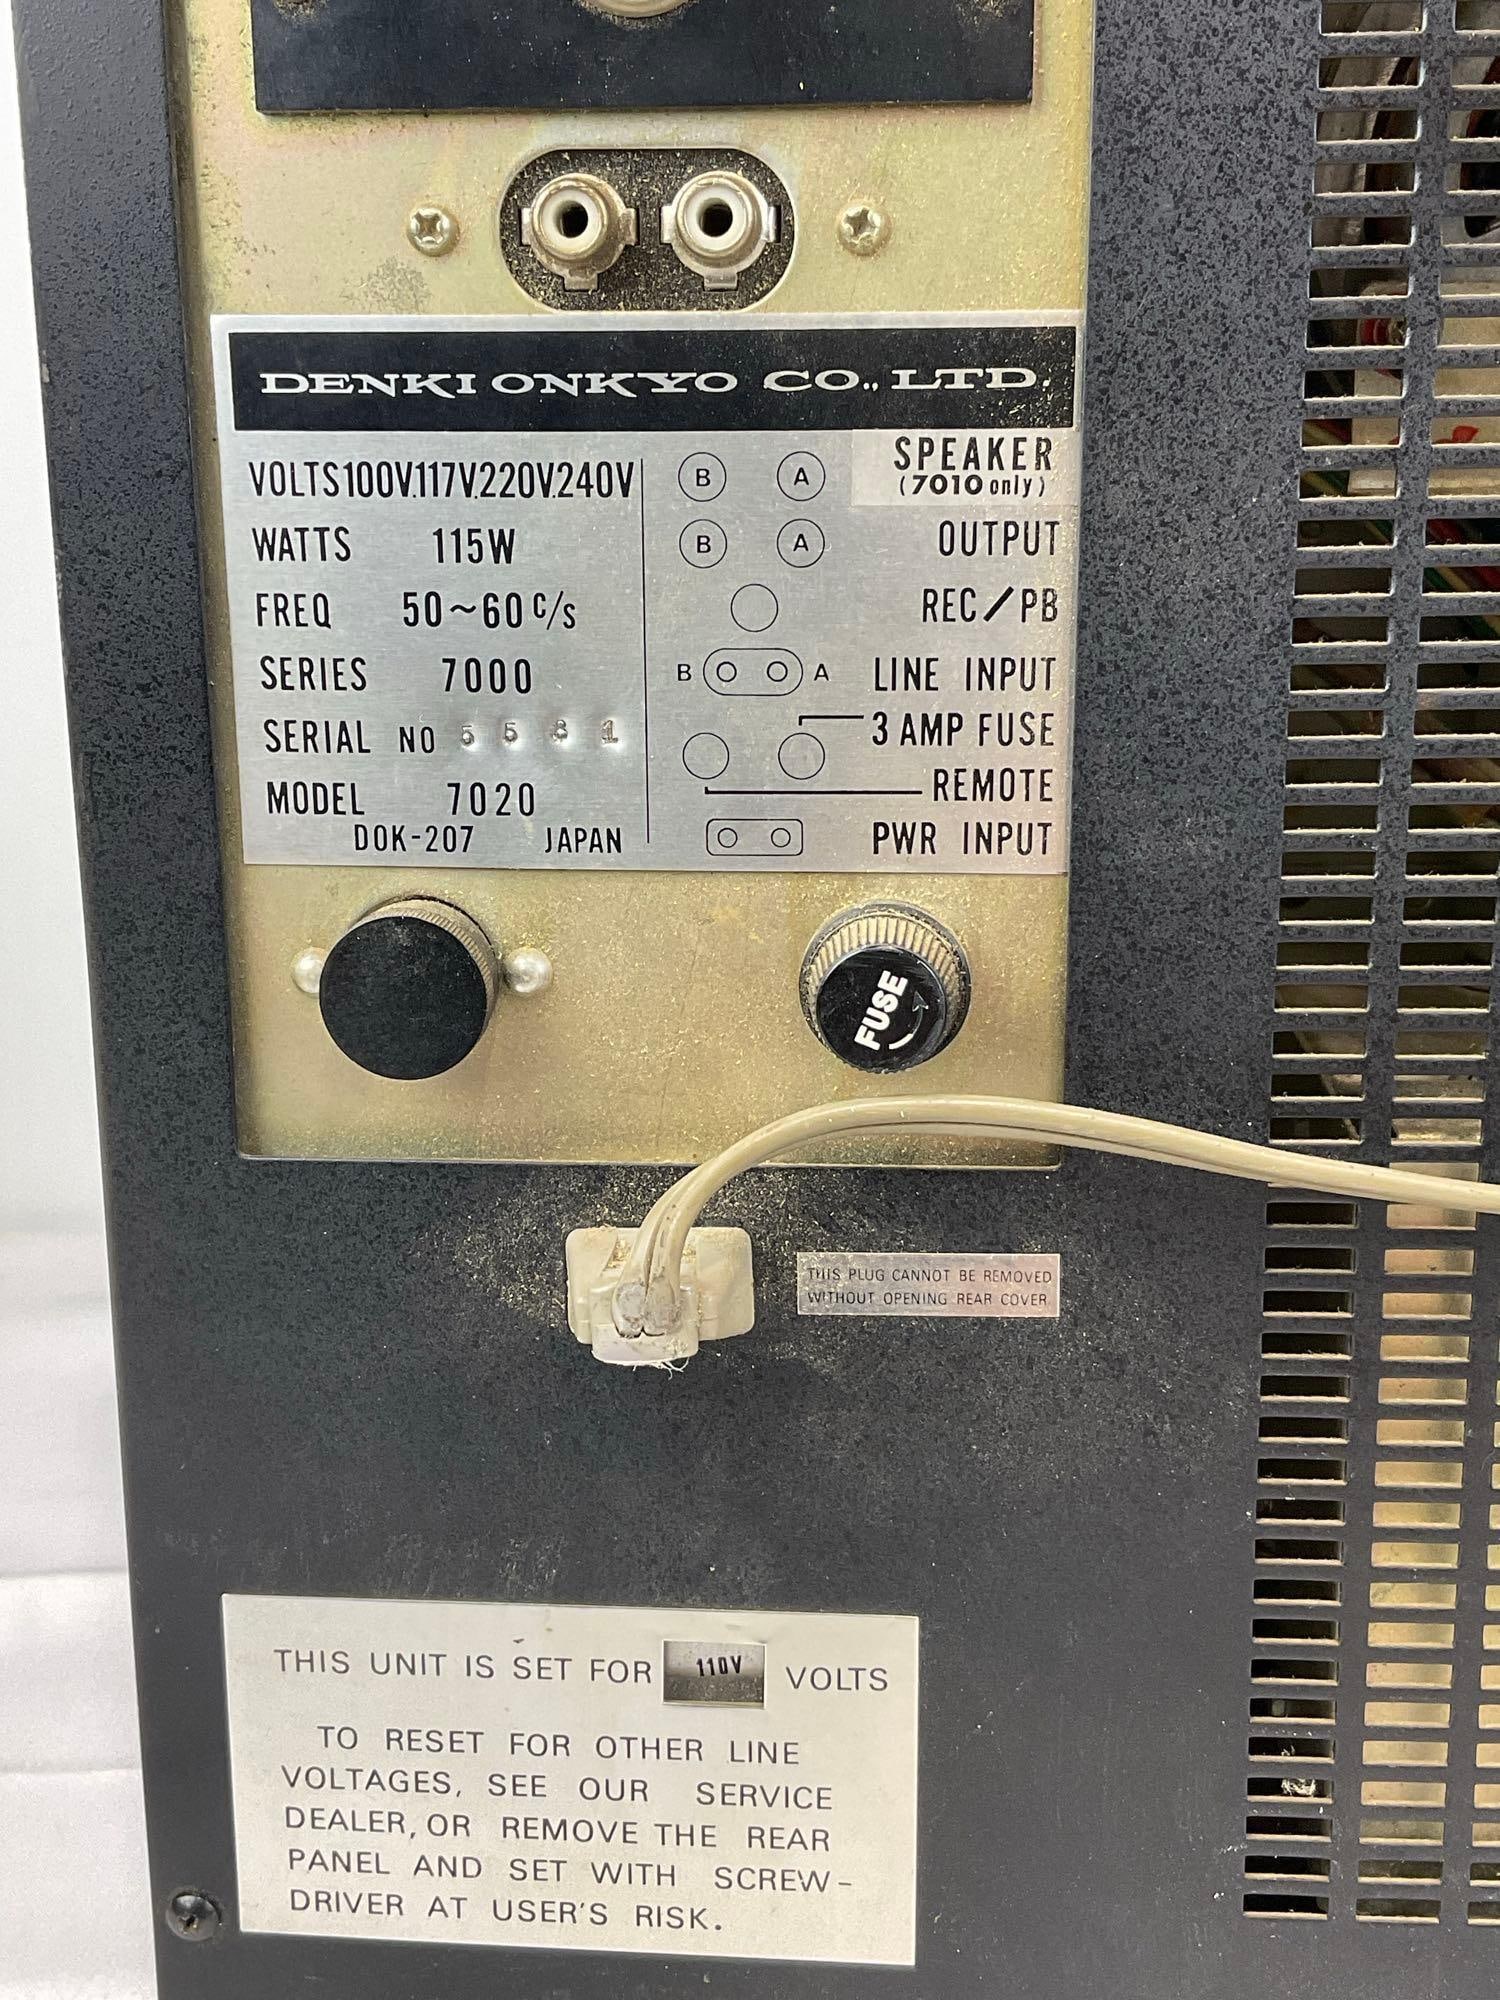 DENKI ONKYO CO., LTD.
VOLTS 100V.117V.220V.240V
WATTS 115W
FREQ 50~60 C/S
SERIES 7000
SERIAL NO 5 5 1
MODEL 7020
DOK-207 JAPAN
B A SPEAKER
(7010 only)
B A OUTPUT
REC/PB
B A LINE INPUT
3 AMP FUSE
REMOTE
PWR INPUT
FUSE
THIS PLUG CANNOT BE REMOVED
WITHOUT OPENING REAR COVER
THIS UNIT IS SET FOR 110V VOLTS
TO RESET FOR OTHER LINE
VOLTAGES, SEE OUR SERVICE
DEALER, OR REMOVE THE REAR
PANEL AND SET WITH SCREW-
DRIVER AT USER'S RISK.